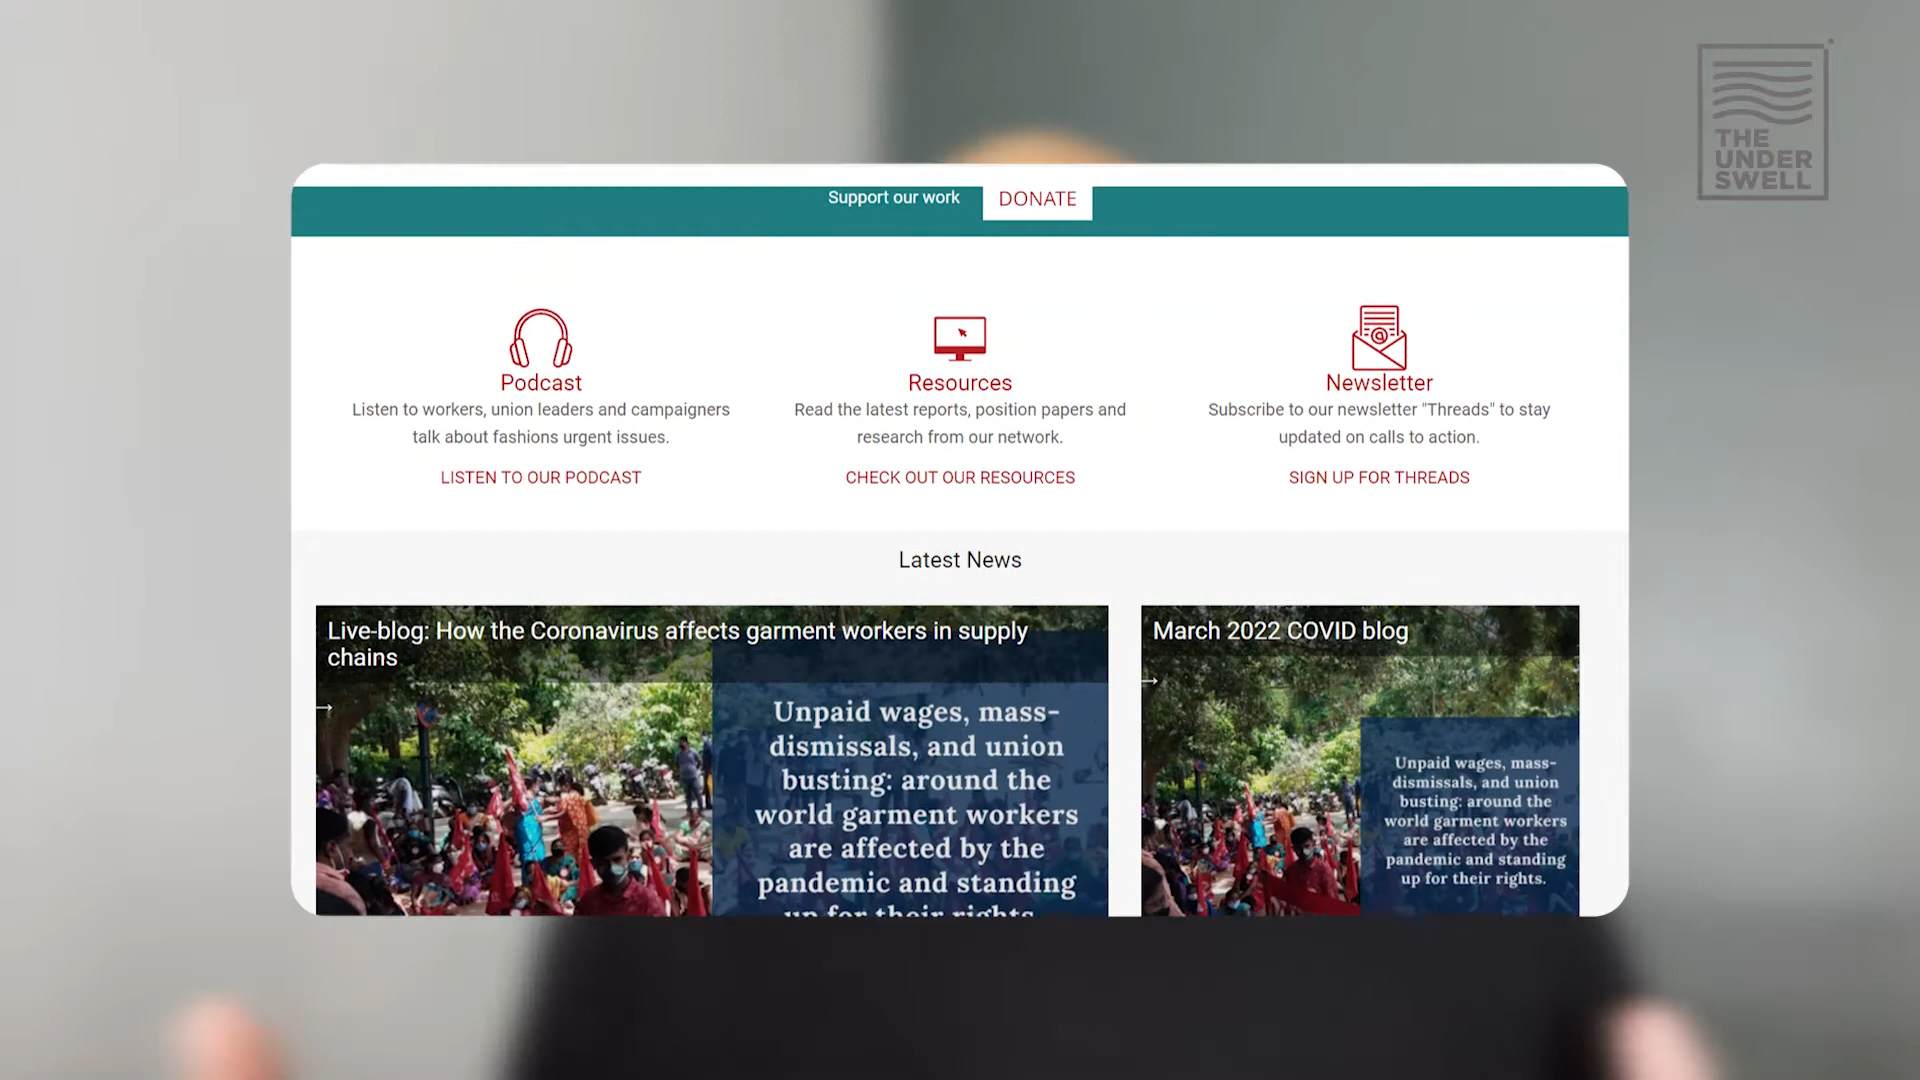 THE
UNDER
SWELL
Support our work
DONATE
Podcast
Listen to workers, union leaders and campaigners
talk about fashions urgent issues.
LISTEN TO OUR PODCAST
Resources
Read the latest reports, position papers and
research from our network.
CHECK OUT OUR RESOURCES
Newsletter
Subscribe to our newsletter "Threads" to stay
updated on calls to action.
SIGN UP FOR THREADS
Latest News
Live-blog: How the Coronavirus affects garment workers in supply
chains
→
Unpaid wages, mass-
dismissals, and union
busting: around the
world garment workers
are affected by the
pandemic and standing
up for their rights.
March 2022 COVID blog
→
Unpaid wages, mass-
dismissals, and union
busting: around the
world garment workers
are affected by the
pandemic and standing
up for their rights.